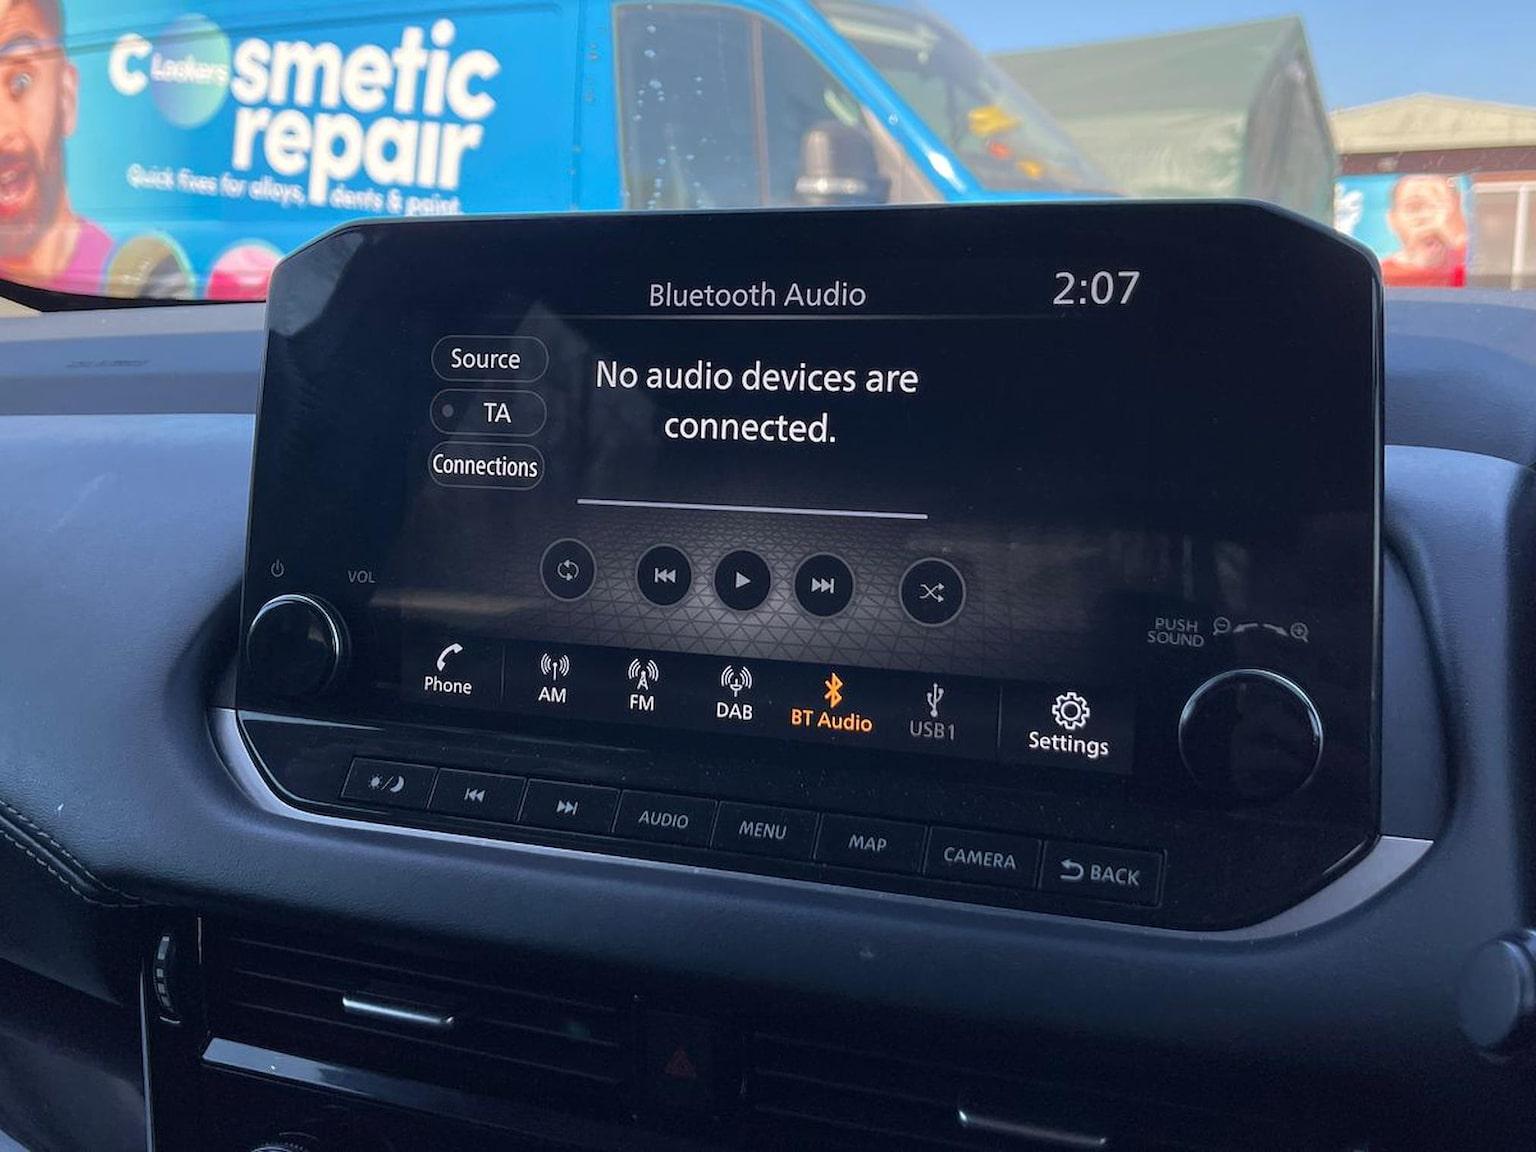 C Lookers smetic
repair
Quick fixes for alloys, dents & paint
Bluetooth Audio
2:07
Source
TA
Connections
No audio devices are
connected.
VOL
PUSH
SOUND
Phone
AM
FM
DAB
BT Audio
USB1
Settings
AUDIO
MENU
MAP
CAMERA
BACK